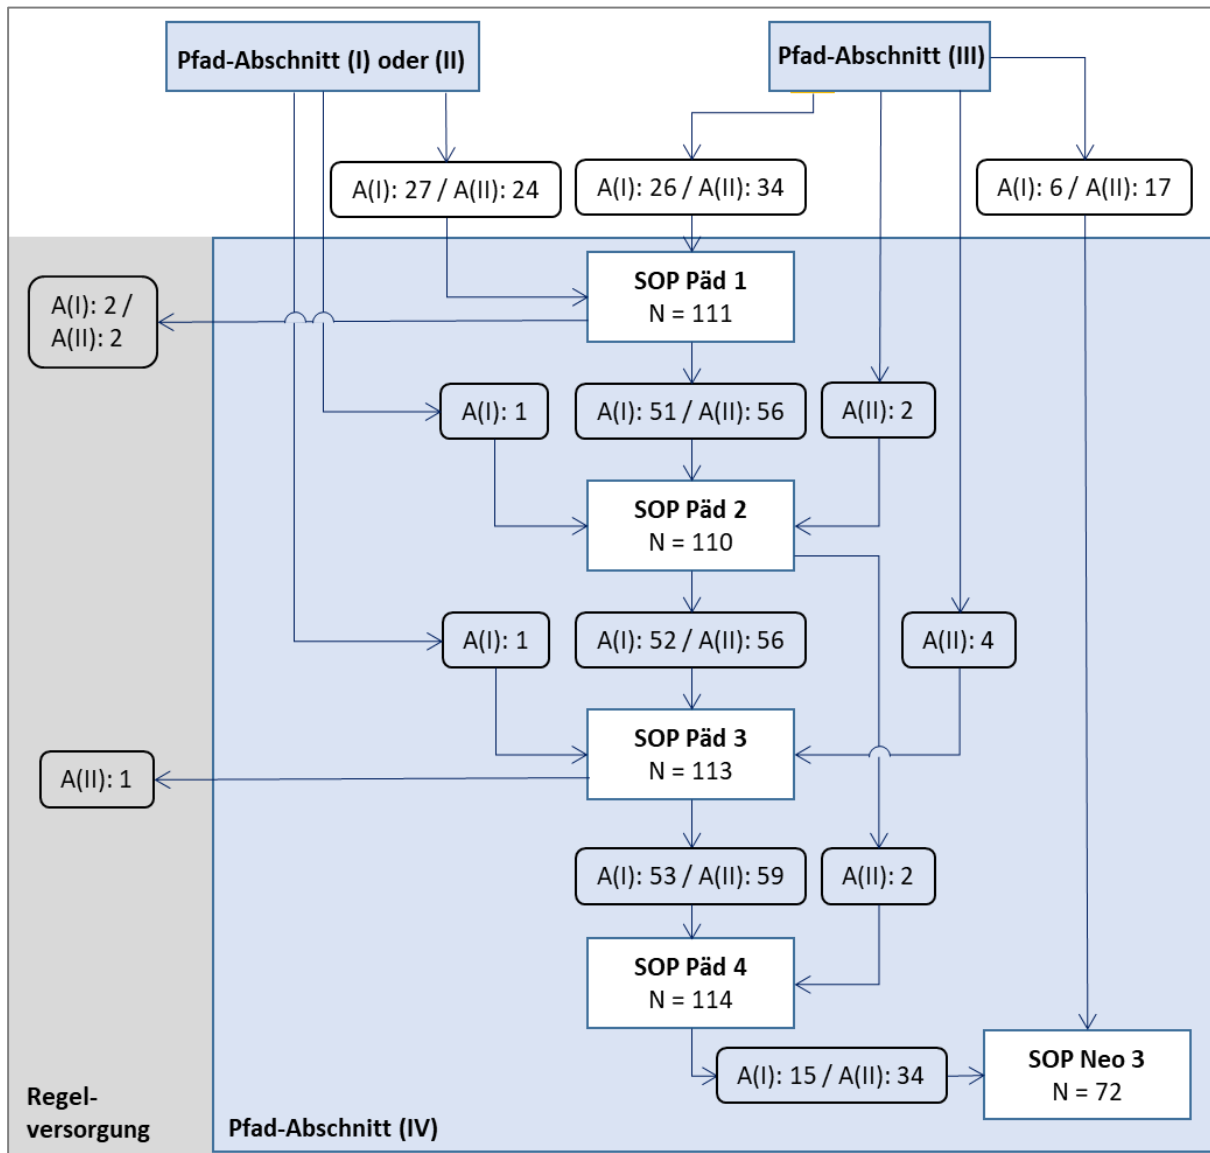 Pfad-Abschnitt (I) oder (II)
Pfad-Abschnitt (III)
A(I): 27 / A(II): 24
A(I): 26 / A(II): 34
A(I): 6 / A(II): 17
SOP Päd 1
N = 111
A(I): 2 /
A(II): 2
A(I): 1
A(I): 51 / A(II): 56
A(II): 2
SOP Päd 2
N = 110
A(I): 1
A(I): 52 / A(II): 56
A(II): 4
SOP Päd 3
N = 113
A(II): 1
A(I): 53 / A(II): 59
A(II): 2
SOP Päd 4
N = 114
A(I): 15 / A(II): 34
SOP Neo 3
N = 72
Regel-
versorgung
Pfad-Abschnitt (IV)